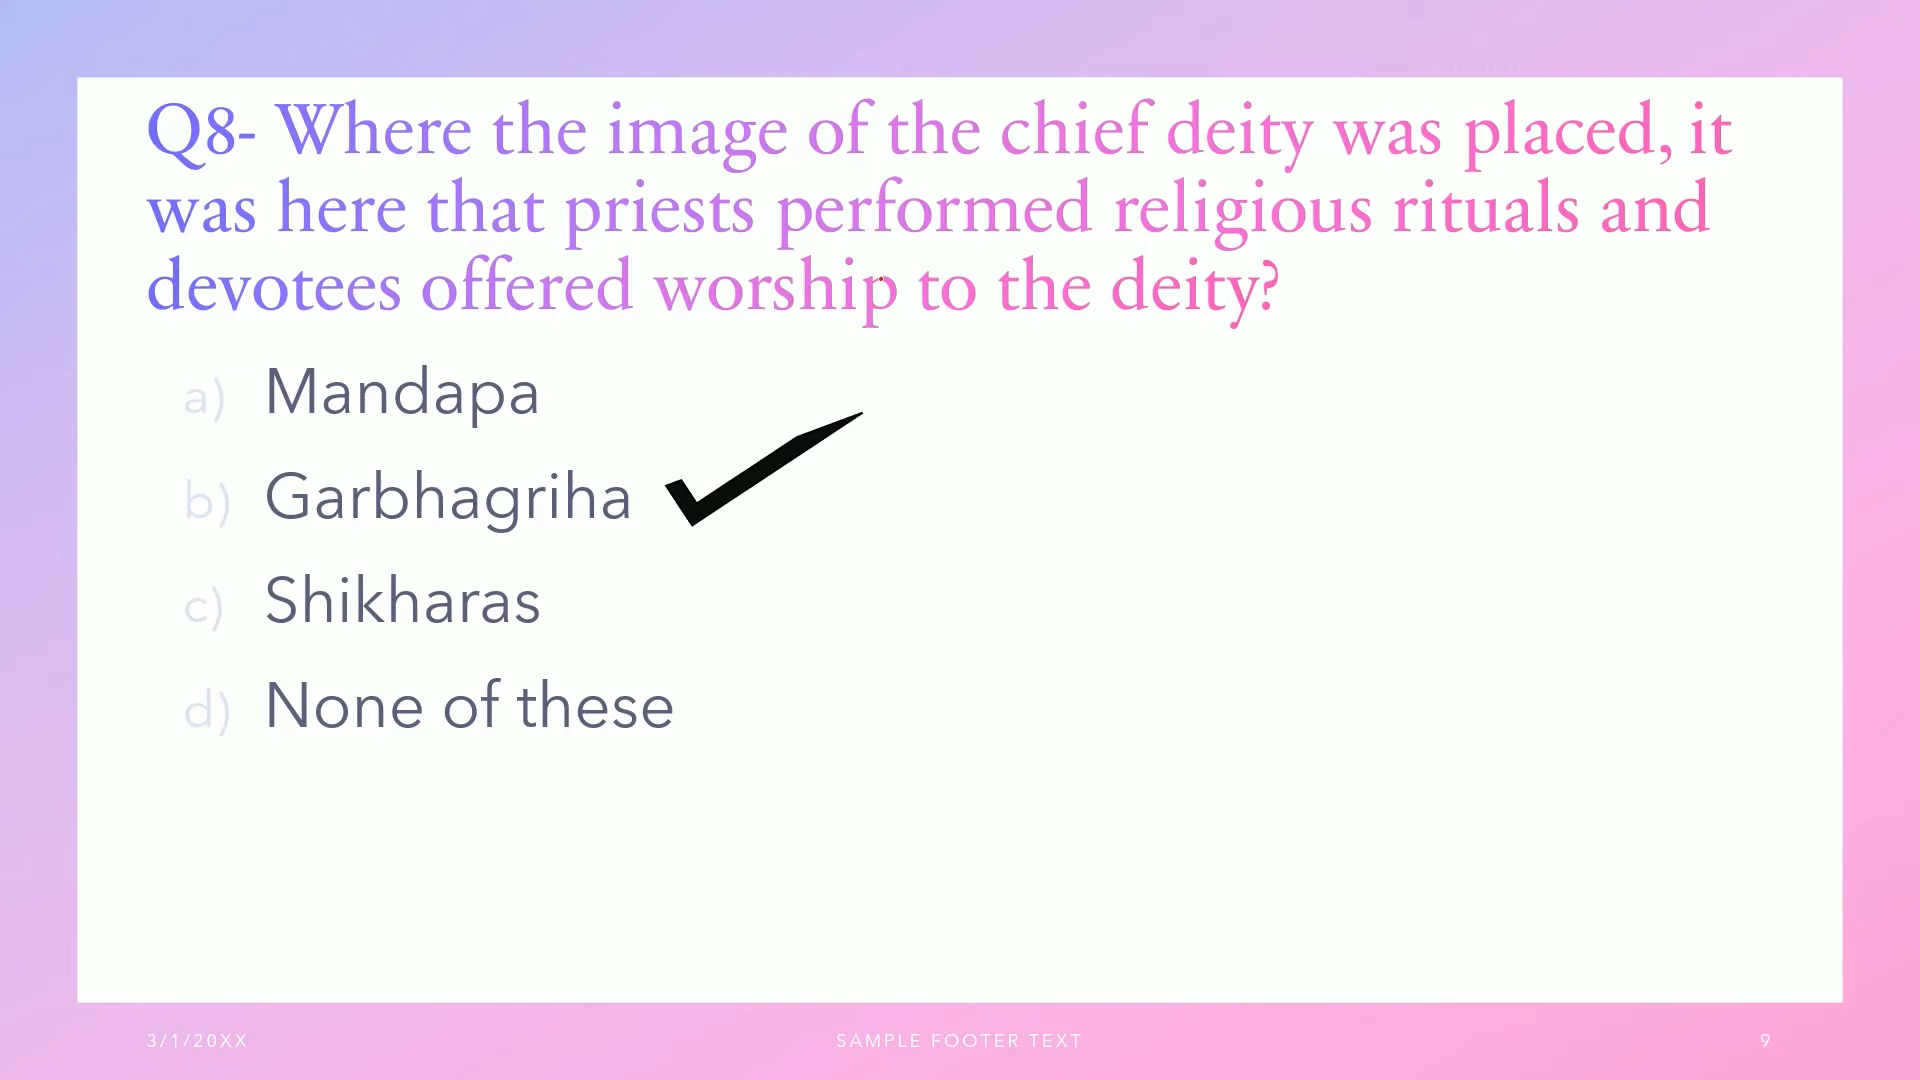 Q8- Where the image of the chief deity was placed, it
was here that priests performed religious rituals and
devotees offered worship to the deity?
a) Mandapa
b) Garbhagriha
c) Shikharas
d) None of these
3/1/20XX SAMPLE FOOTER TEXT 9